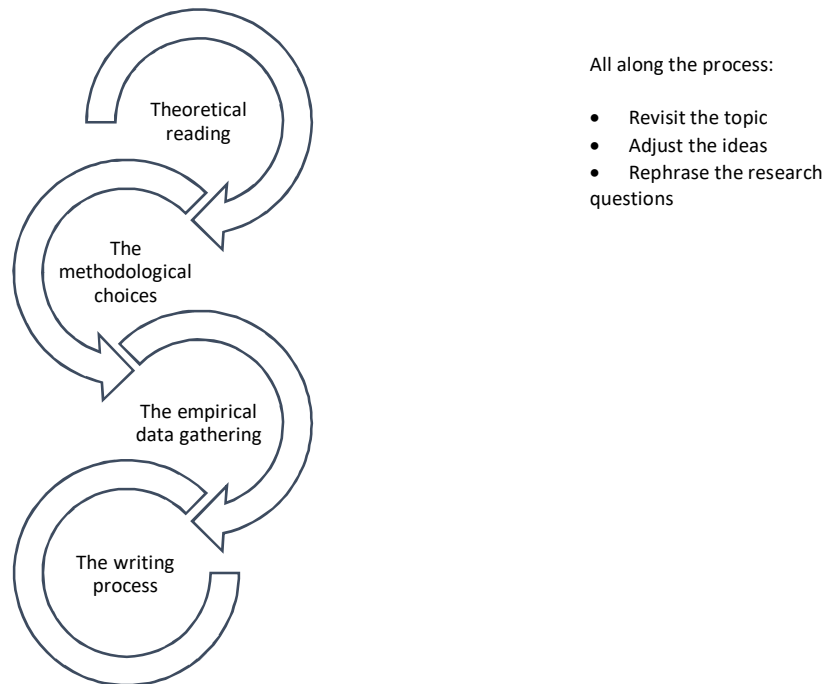 Theoretical
reading
The
methodological
choices
The empirical
data gathering
The writing
process
All along the process:
• Revisit the topic
• Adjust the ideas
• Rephrase the research
questions